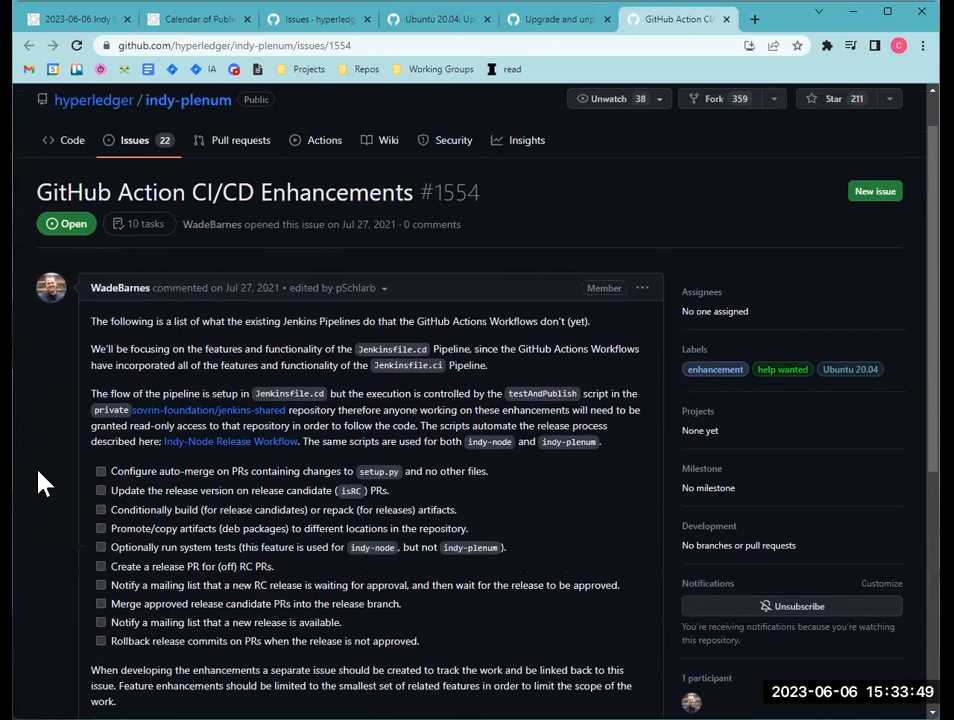 2023-06-06 Indy
Calendar of Public
Issues · hyperledg
Ubuntu 20.04: Up
Upgrade and unp
GitHub Action CI/
github.com/hyperledger/indy-plenum/issues/1554
C
IA
Projects
Repos
Working Groups
read
hyperledger / indy-plenum
Public
Unwatch 38
Fork 359
Star 211
Code
Issues 22
Pull requests
Actions
Wiki
Security
Insights
GitHub Action CI/CD Enhancements #1554
New issue
Open
10 tasks
WadeBarnes opened this issue on Jul 27, 2021 · 0 comments
WadeBarnes commented on Jul 27, 2021 • edited by pSchlarb
Member
The following is a list of what the existing Jenkins Pipelines do that the GitHub Actions Workflows don't (yet).
We'll be focusing on the features and functionality of the Jenkinsfile.cd Pipeline, since the GitHub Actions Workflows
have incorporated all of the features and functionality of the Jenkinsfile.ci Pipeline.
The flow of the pipeline is setup in Jenkinsfile.cd but the execution is controlled by the testAndPublish script in the
private sovrin-foundation/jenkins-shared repository therefore anyone working on these enhancements will need to be
granted read-only access to that repository in order to follow the code. The scripts automate the release process
described here; Indy-Node Release Workflow. The same scripts are used for both indy-node and indy-plenum.
Configure auto-merge on PRs containing changes to setup.py and no other files.
Update the release version on release candidate (isRC) PRs.
Conditionally build (for release candidates) or repack (for releases) artifacts.
Promote/copy artifacts (deb packages) to different locations in the repository.
Optionally run system tests (this feature is used for indy-node, but not indy-plenum).
Create a release PR for (off) RC PRs.
Notify a mailing list that a new RC release is waiting for approval, and then wait for the release to be approved.
Merge approved release candidate PRs into the release branch.
Notify a mailing list that a new release is available.
Rollback release commits on PRs when the release is not approved.
When developing the enhancements a separate issue should be created to track the work and be linked back to this
issue. Feature enhancements should be limited to the smallest set of related features in order to limit the scope of the
work.
Assignees
No one assigned
Labels
enhancement
help wanted
Ubuntu 20.04
Projects
None yet
Milestone
No milestone
Development
No branches or pull requests
Notifications
Customize
Unsubscribe
You're receiving notifications because you're watching
this repository.
1 participant
2023-06-06 15:33:49